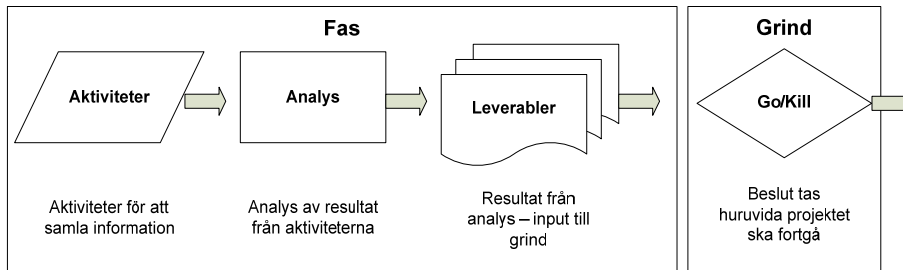 Fas
Grind
Aktiviteter
Analys
Leverabler
Go/Kill
Aktiviteter för att
samla information
Analys av resultat
från aktiviteterna
Resultat från
analys – input till
grind
Beslut tas
huruvida projektet
ska fortgå